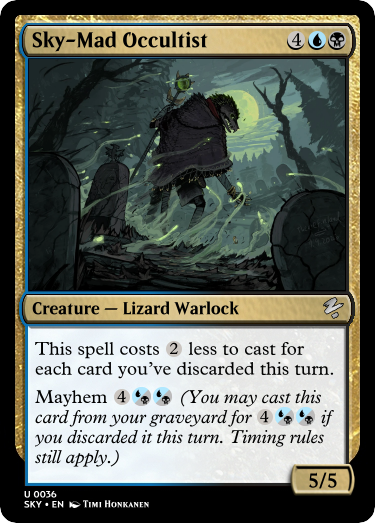 Sky-Mad Occultist
4
Creature — Lizard Warlock
This spell costs 2 less to cast for
each card you've discarded this turn.
Mayhem 4 (You may cast this
card from your graveyard for 4 if
you discarded it this turn. Timing rules
still apply.)
5/5
U 0036
SKY • EN Timi Honkanen